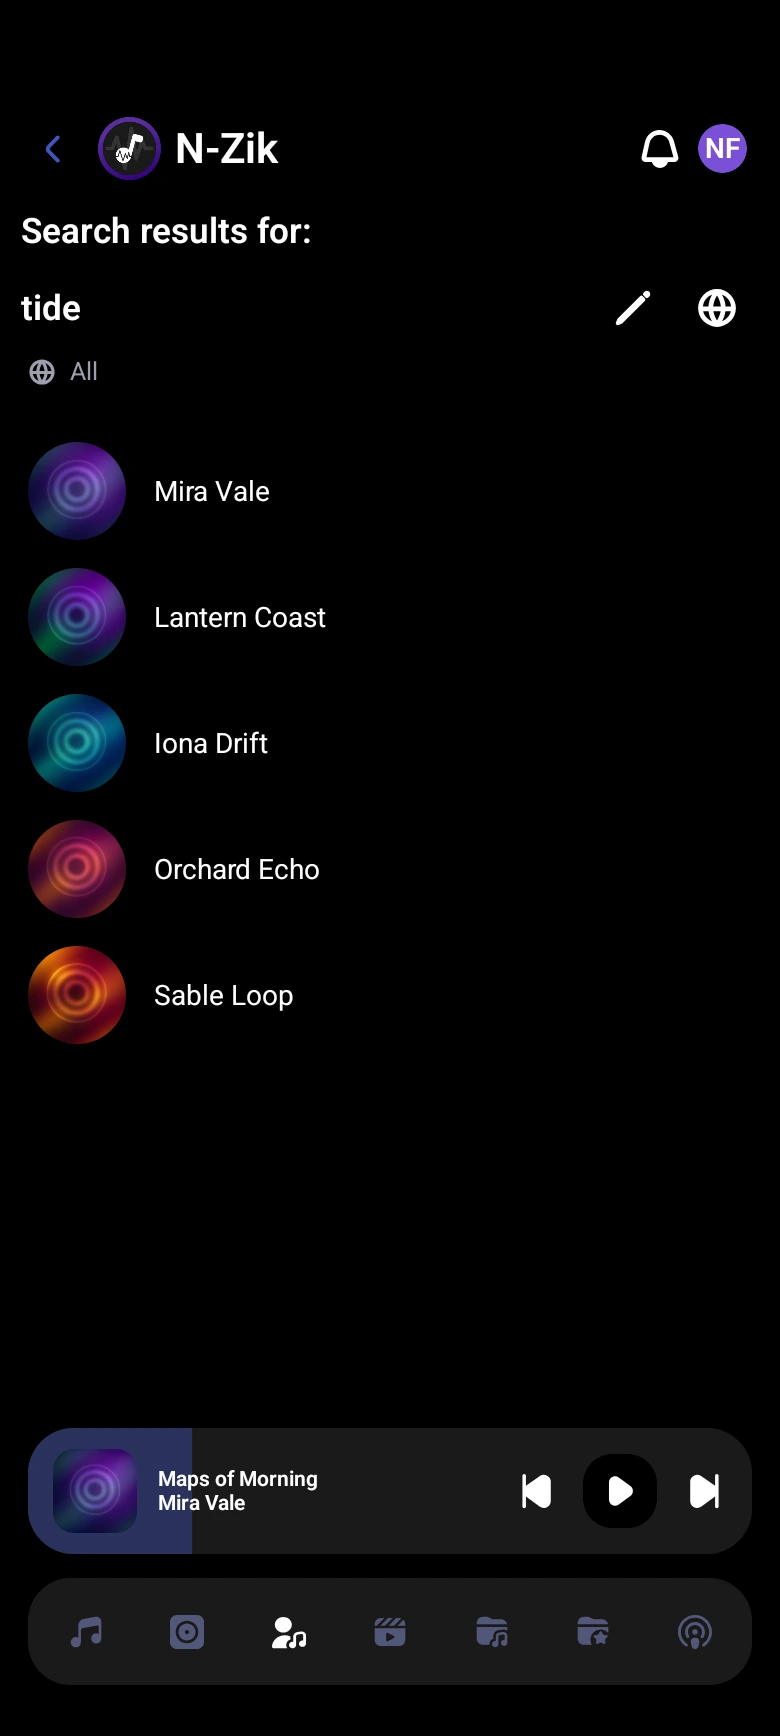 N-Zik
NF
Search results for:
tide
All
Mira Vale
Lantern Coast
Iona Drift
Orchard Echo
Sable Loop
Maps of Morning
Mira Vale